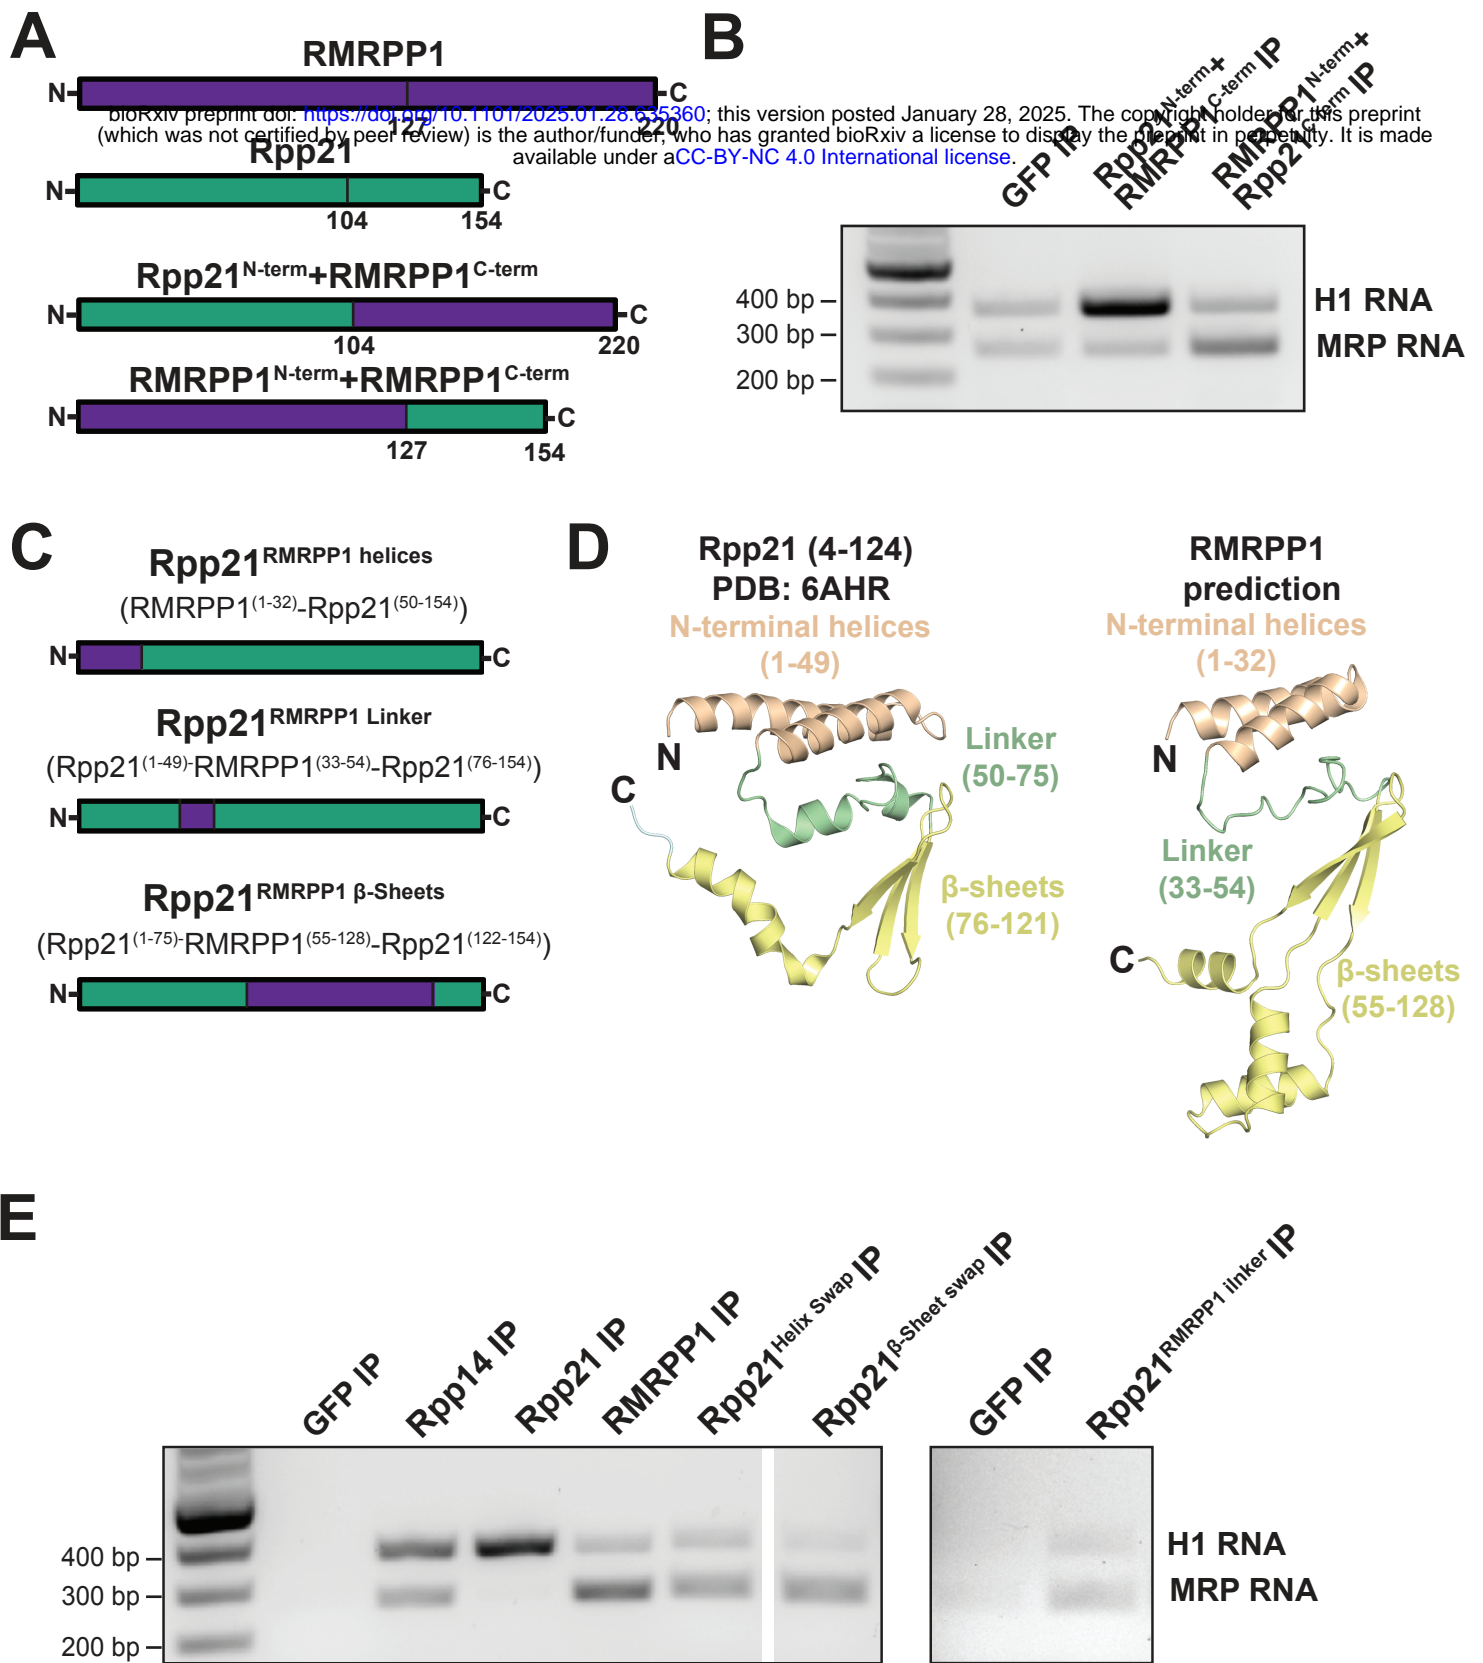 A
RMRPP1
N
C
127
220
bioRxiv preprint doi: https://doi.org/10.1101/2025.01.28.635360; this version posted January 28, 2025. The copyright holder for this preprint
(which was not certified by peer review) is the author/funder, who has granted bioRxiv a license to display the preprint in perpetuity. It is made
available under aCC-BY-NC 4.0 International license.
Rpp21
N
C
104
154
Rpp21N-term+RMRPP1C-term
N
C
104
220
RMRPP1N-term+RMRPP1C-term
N
C
127
154
B
GFP IP
Rpp21N-term+
RMRPP1C-term IP
RMRPP1N-term+
Rpp21C-term IP
400 bp
300 bp
200 bp
H1 RNA
MRP RNA
C
Rpp21RMRPP1 helices
(RMRPP1(1-32)-Rpp21(50-154))
N
C
Rpp21RMRPP1 Linker
(Rpp21(1-49)-RMRPP1(33-54)-Rpp21(76-154))
N
C
Rpp21RMRPP1 β-Sheets
(Rpp21(1-75)-RMRPP1(55-128)-Rpp21(122-154))
N
C
D
Rpp21 (4-124)
PDB: 6AHR
N-terminal helices
(1-49)
N
C
Linker
(50-75)
β-sheets
(76-121)
RMRPP1
prediction
N-terminal helices
(1-32)
N
Linker
(33-54)
C
β-sheets
(55-128)
E
GFP IP
Rpp14 IP
Rpp21 IP
RMRPP1 IP
Rpp21Helix Swap IP
Rpp21β-Sheet swap IP
GFP IP
Rpp21RMRPP1 ilnker IP
400 bp
300 bp
200 bp
H1 RNA
MRP RNA